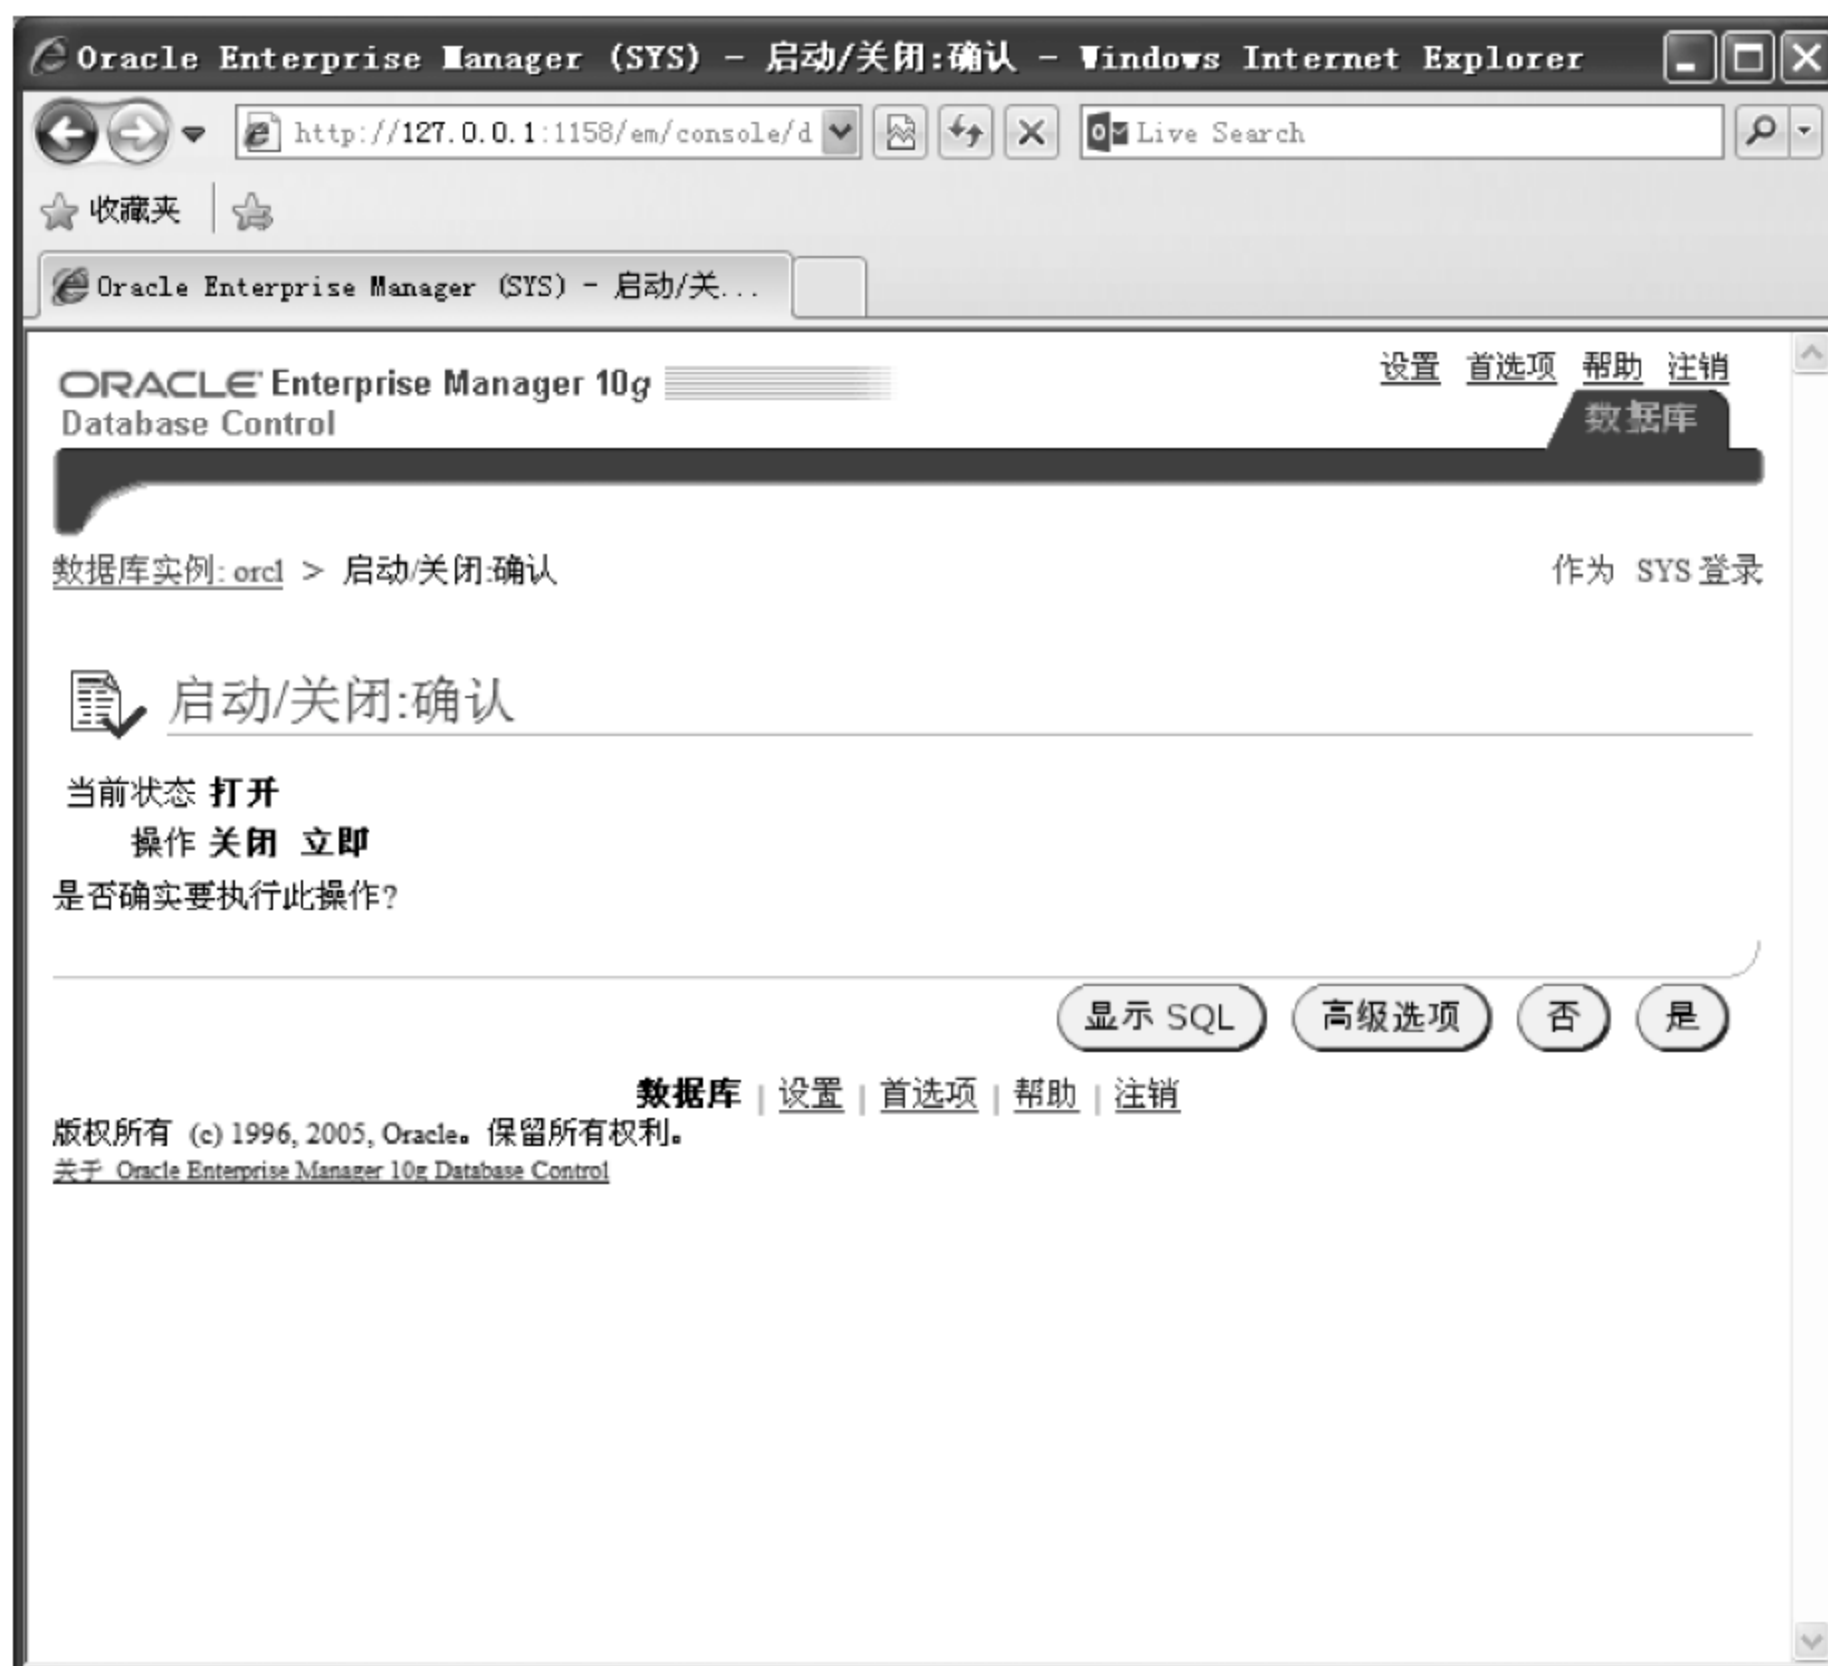 Oracle Enterprise Manager (SYS) - 启动/关闭:确认 - Windows Internet Explorer
http://127.0.0.1:1158/em/console/d
Live Search
收藏夹
Oracle Enterprise Manager (SYS) - 启动/关...
设置 首选项 帮助 注销
ORACLE Enterprise Manager 10g
Database Control
数据库
数据库实例: orcl > 启动/关闭:确认
作为 SYS 登录
启动/关闭:确认
当前状态 打开
操作 关闭 立即
是否确实要执行此操作?
显示 SQL 高级选项 否 是
数据库 | 设置 | 首选项 | 帮助 | 注销
版权所有 (c) 1996, 2005, Oracle。保留所有权利。
关于 Oracle Enterprise Manager 10g Database Control